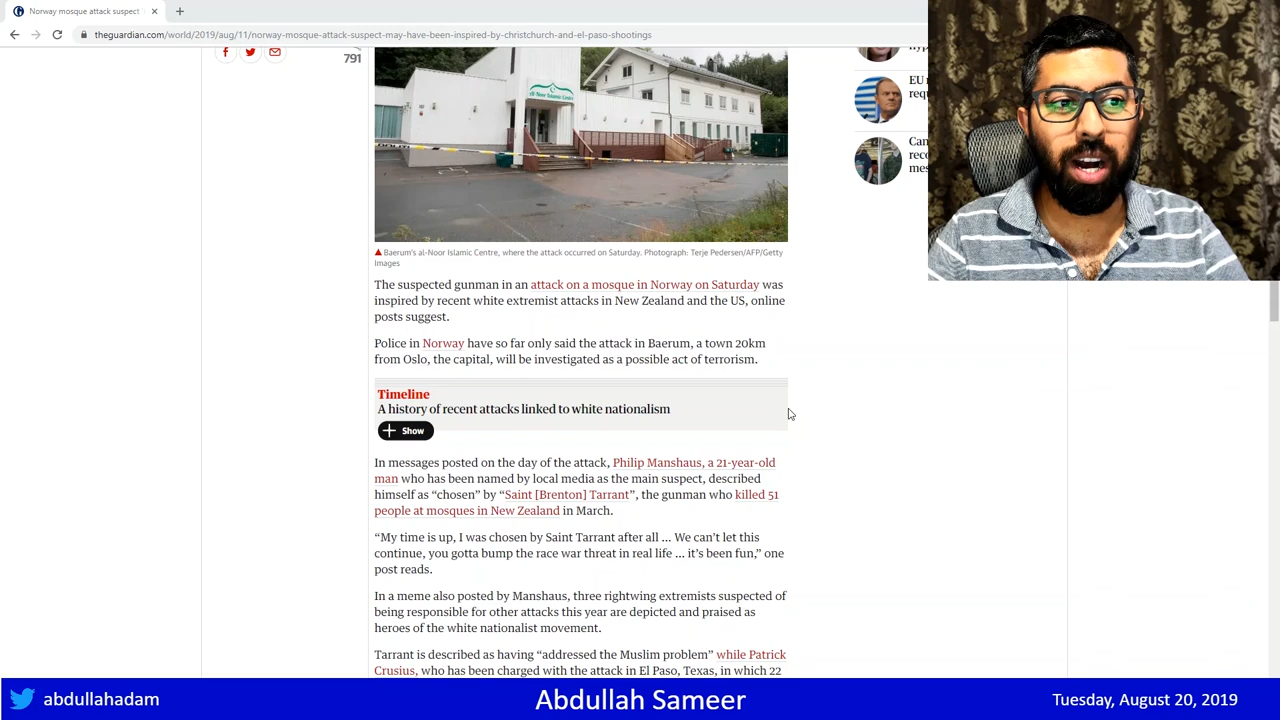 Norway mosque attack suspect
theguardian.com/world/2019/aug/11/norway-mosque-attack-suspect-may-have-been-inspired-by-christchurch-and-el-paso-shootings
791
al-Noor Islamic Centre
EU
requ
Can
reco
mes
▲ Baerum's al-Noor Islamic Centre, where the attack occurred on Saturday. Photograph: Terje Pedersen/AFP/Getty
Images
The suspected gunman in an attack on a mosque in Norway on Saturday was
inspired by recent white extremist attacks in New Zealand and the US, online
posts suggest.
Police in Norway have so far only said the attack in Baerum, a town 20km
from Oslo, the capital, will be investigated as a possible act of terrorism.
Timeline
A history of recent attacks linked to white nationalism
Show
In messages posted on the day of the attack, Philip Manshaus, a 21-year-old
man who has been named by local media as the main suspect, described
himself as “chosen” by “Saint [Brenton] Tarrant”, the gunman who killed 51
people at mosques in New Zealand in March.
“My time is up, I was chosen by Saint Tarrant after all ... We can’t let this
continue, you gotta bump the race war threat in real life ... it’s been fun,” one
post reads.
In a meme also posted by Manshaus, three rightwing extremists suspected of
being responsible for other attacks this year are depicted and praised as
heroes of the white nationalist movement.
Tarrant is described as having “addressed the Muslim problem” while Patrick
Crusius, who has been charged with the attack in El Paso, Texas, in which 22
abdullahadam
Abdullah Sameer
Tuesday, August 20, 2019